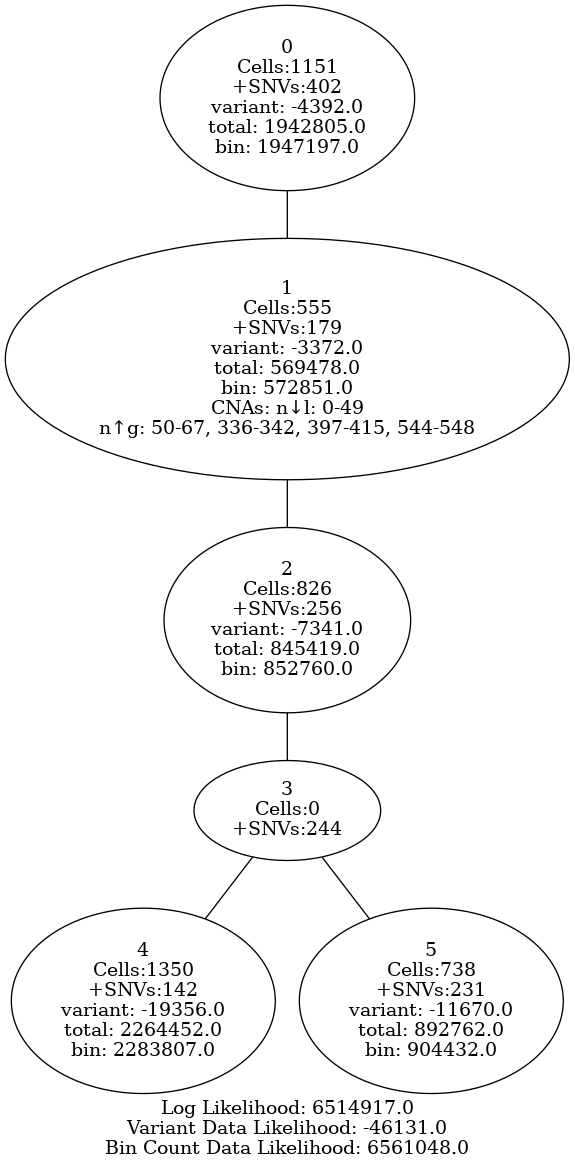 0
Cells:1151
+SNVs:402
variant: -4392.0
total: 1942805.0
bin: 1947197.0
1
Cells:555
+SNVs:179
variant: -3372.0
total: 569478.0
bin: 572851.0
CNAs: n↓l: 0-49
n↑g: 50-67, 336-342, 397-415, 544-548
2
Cells:826
+SNVs:256
variant: -7341.0
total: 845419.0
bin: 852760.0
3
Cells:0
+SNVs:244
4
Cells:1350
+SNVs:142
variant: -19356.0
total: 2264452.0
bin: 2283807.0
5
Cells:738
+SNVs:231
variant: -11670.0
total: 892762.0
bin: 904432.0
Log Likelihood: 6514917.0
Variant Data Likelihood: -46131.0
Bin Count Data Likelihood: 6561048.0